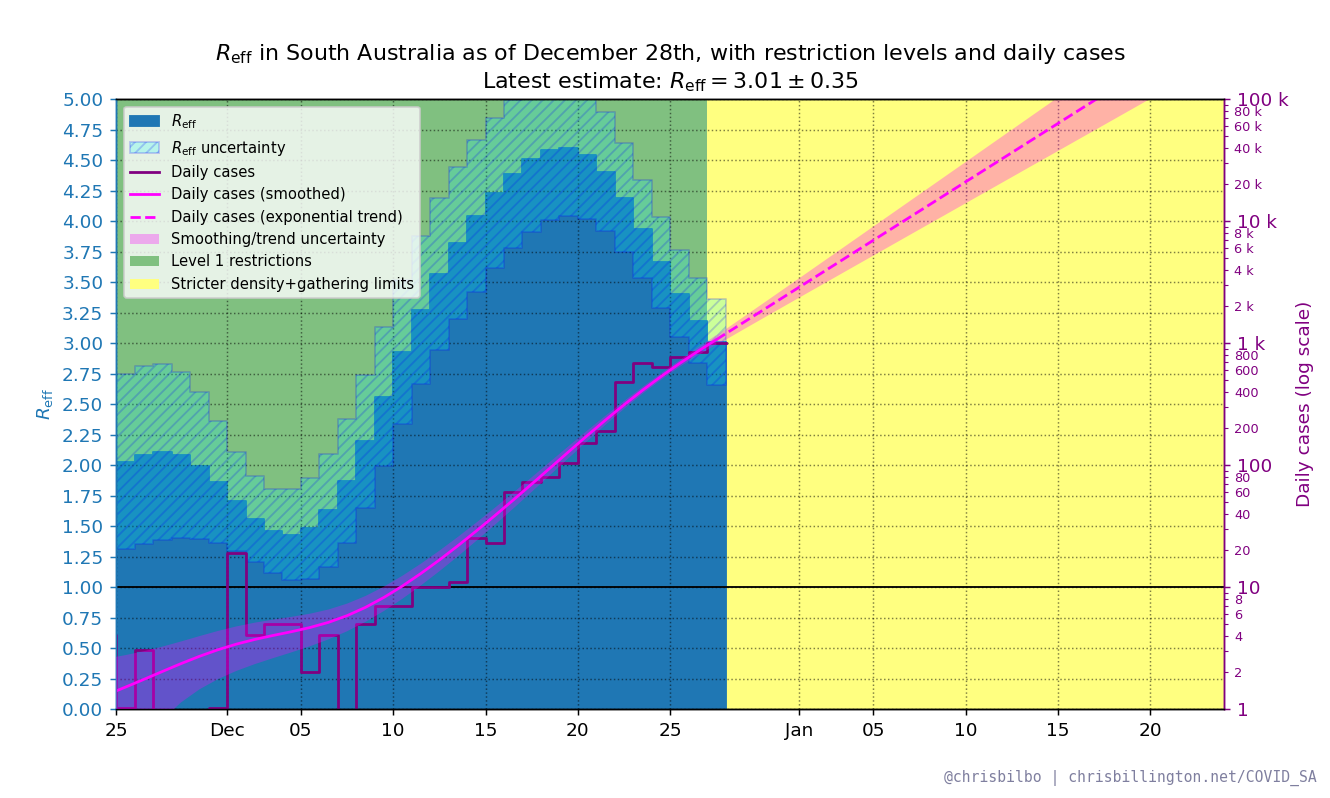 Reff in South Australia as of December 28th, with restriction levels and daily cases
Latest estimate: Reff = 3.01 ± 0.35
Reff
Reff uncertainty
Daily cases
Daily cases (smoothed)
Daily cases (exponential trend)
Smoothing/trend uncertainty
Level 1 restrictions
Stricter density+gathering limits
Reff
5.00
4.75
4.50
4.25
4.00
3.75
3.50
3.25
3.00
2.75
2.50
2.25
2.00
1.75
1.50
1.25
1.00
0.75
0.50
0.25
0.00
100 k
80 k
60 k
40 k
20 k
10 k
8 k
6 k
4 k
2 k
1 k
800
600
400
200
100
80
60
40
20
10
8
6
4
2
1
Daily cases (log scale)
25 Dec 05 10 15 20 25 Jan 05 10 15 20
@chrisbilbo | chrisbillington.net/COVID_SA